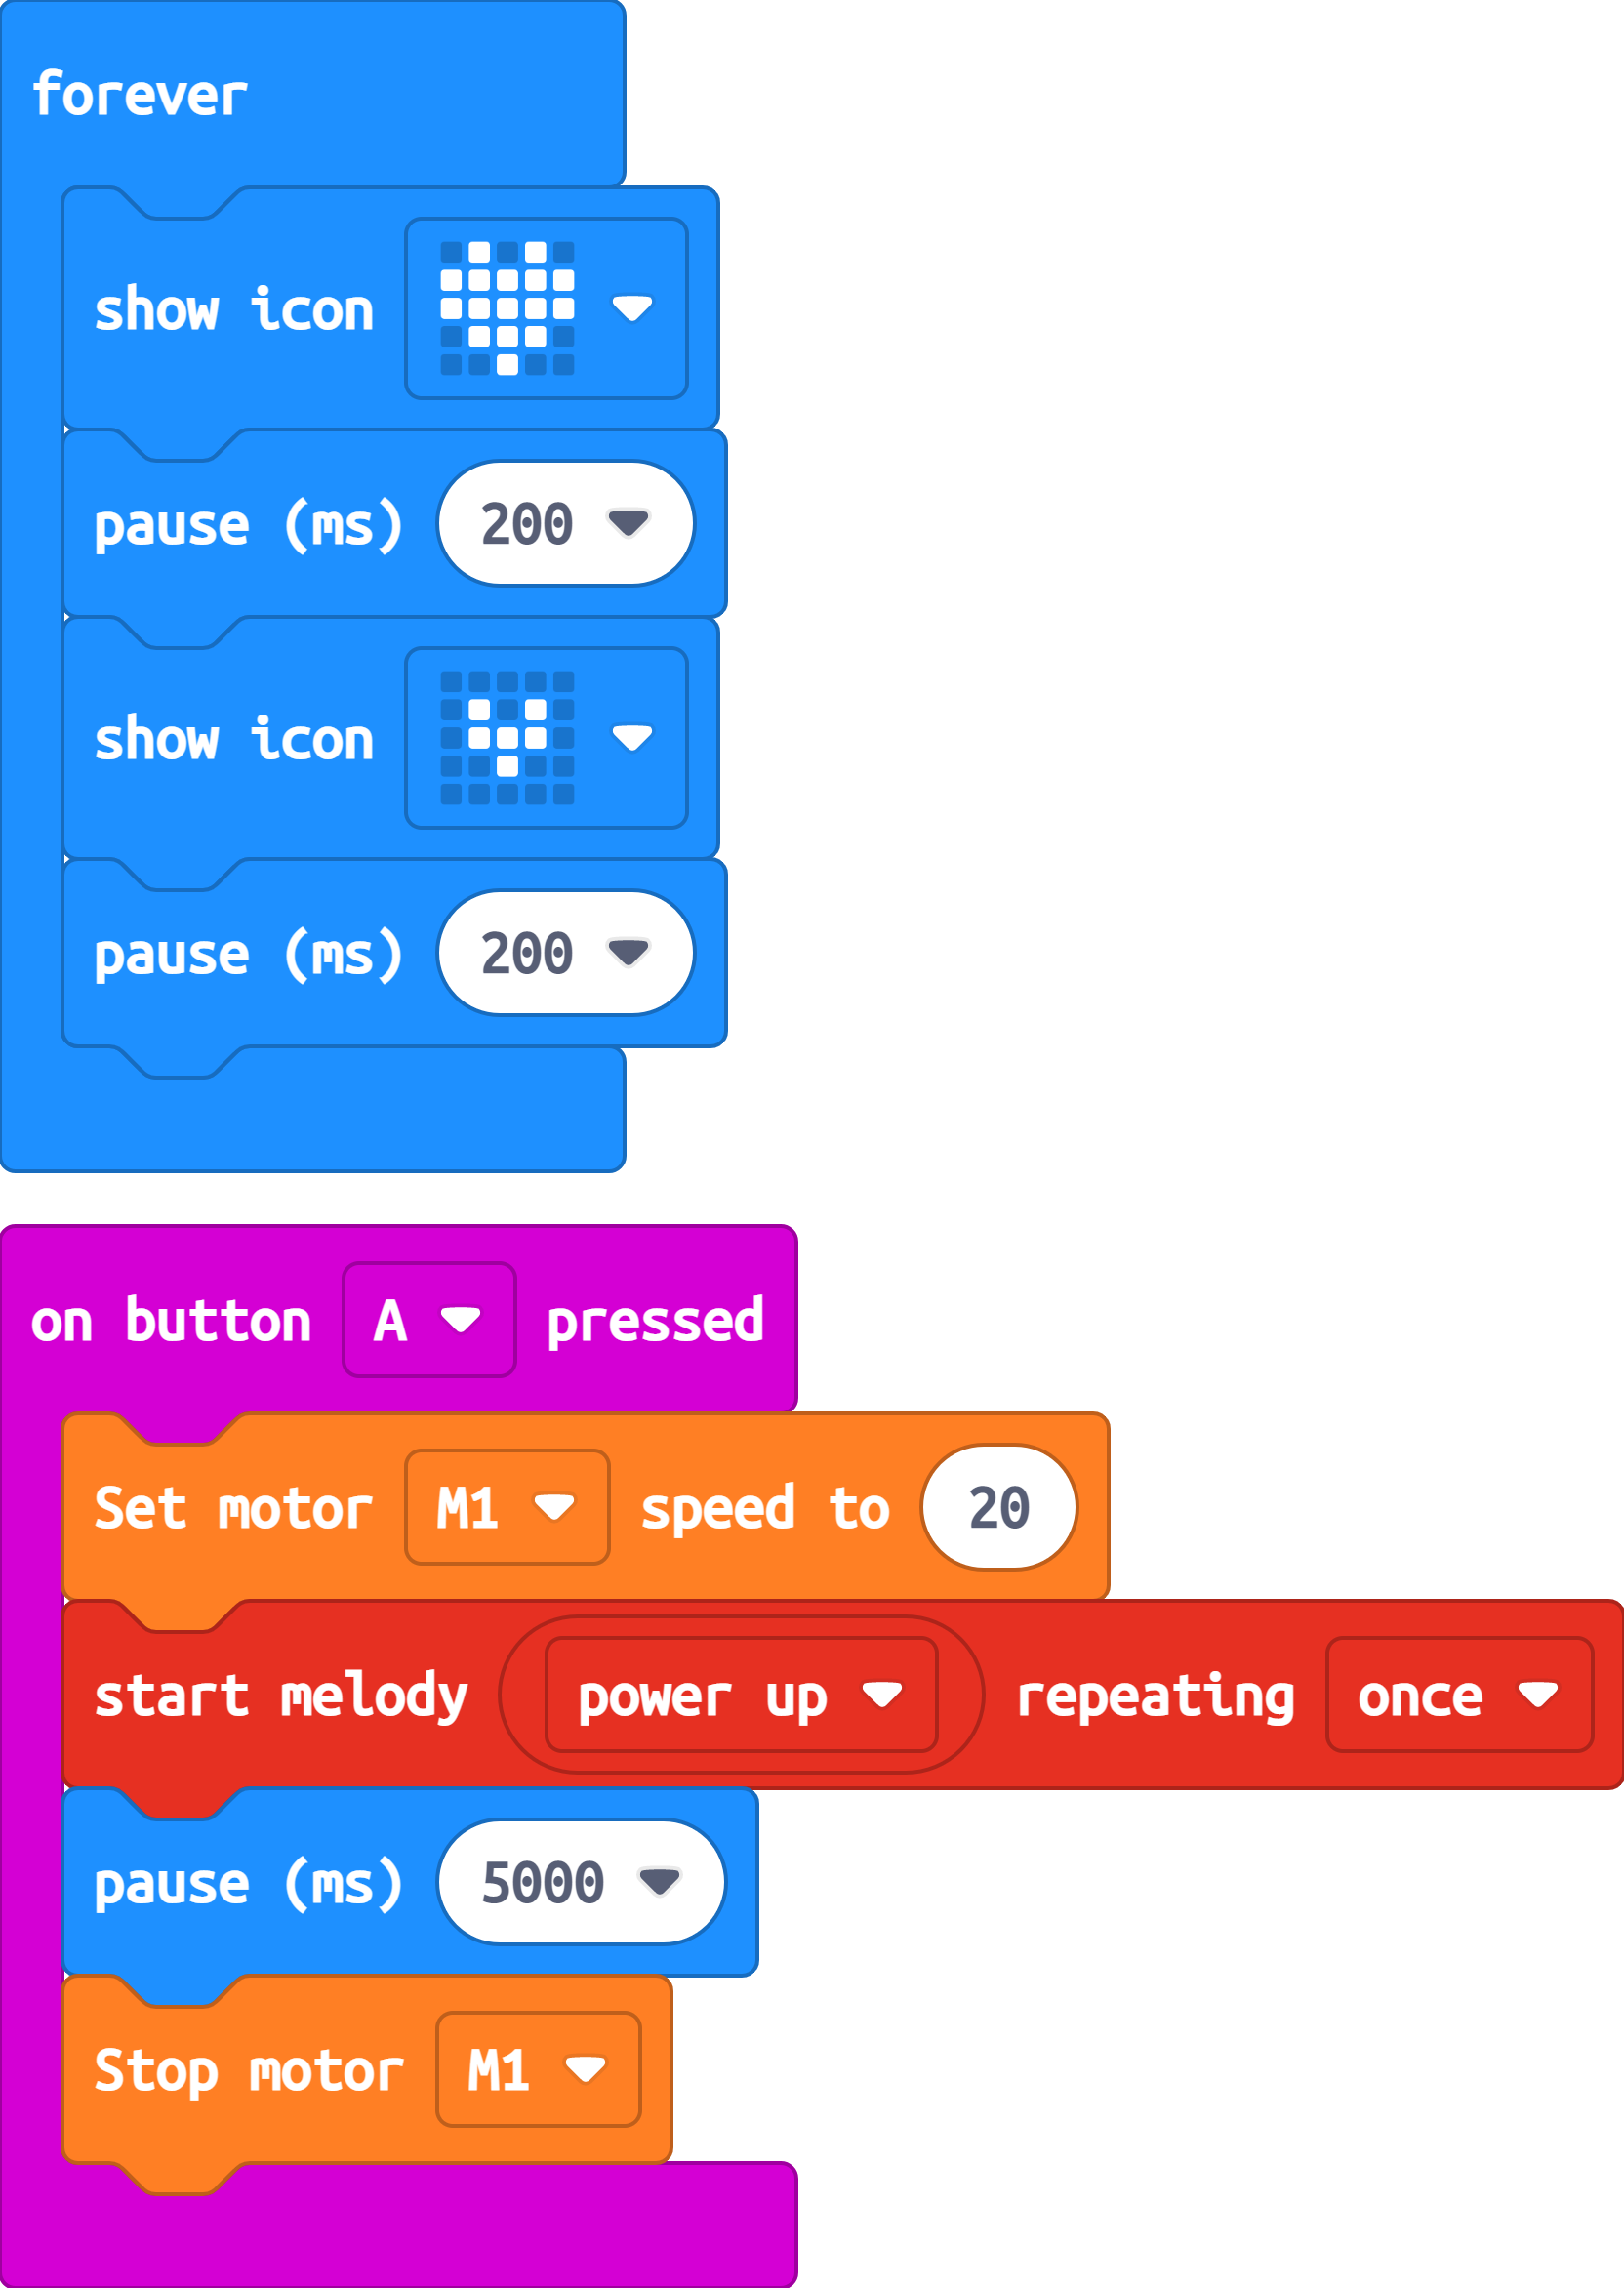 forever
show icon
pause (ms) 200
show icon
pause (ms) 200
on button A pressed
Set motor M1 speed to 20
start melody power up repeating once
pause (ms) 5000
Stop motor M1